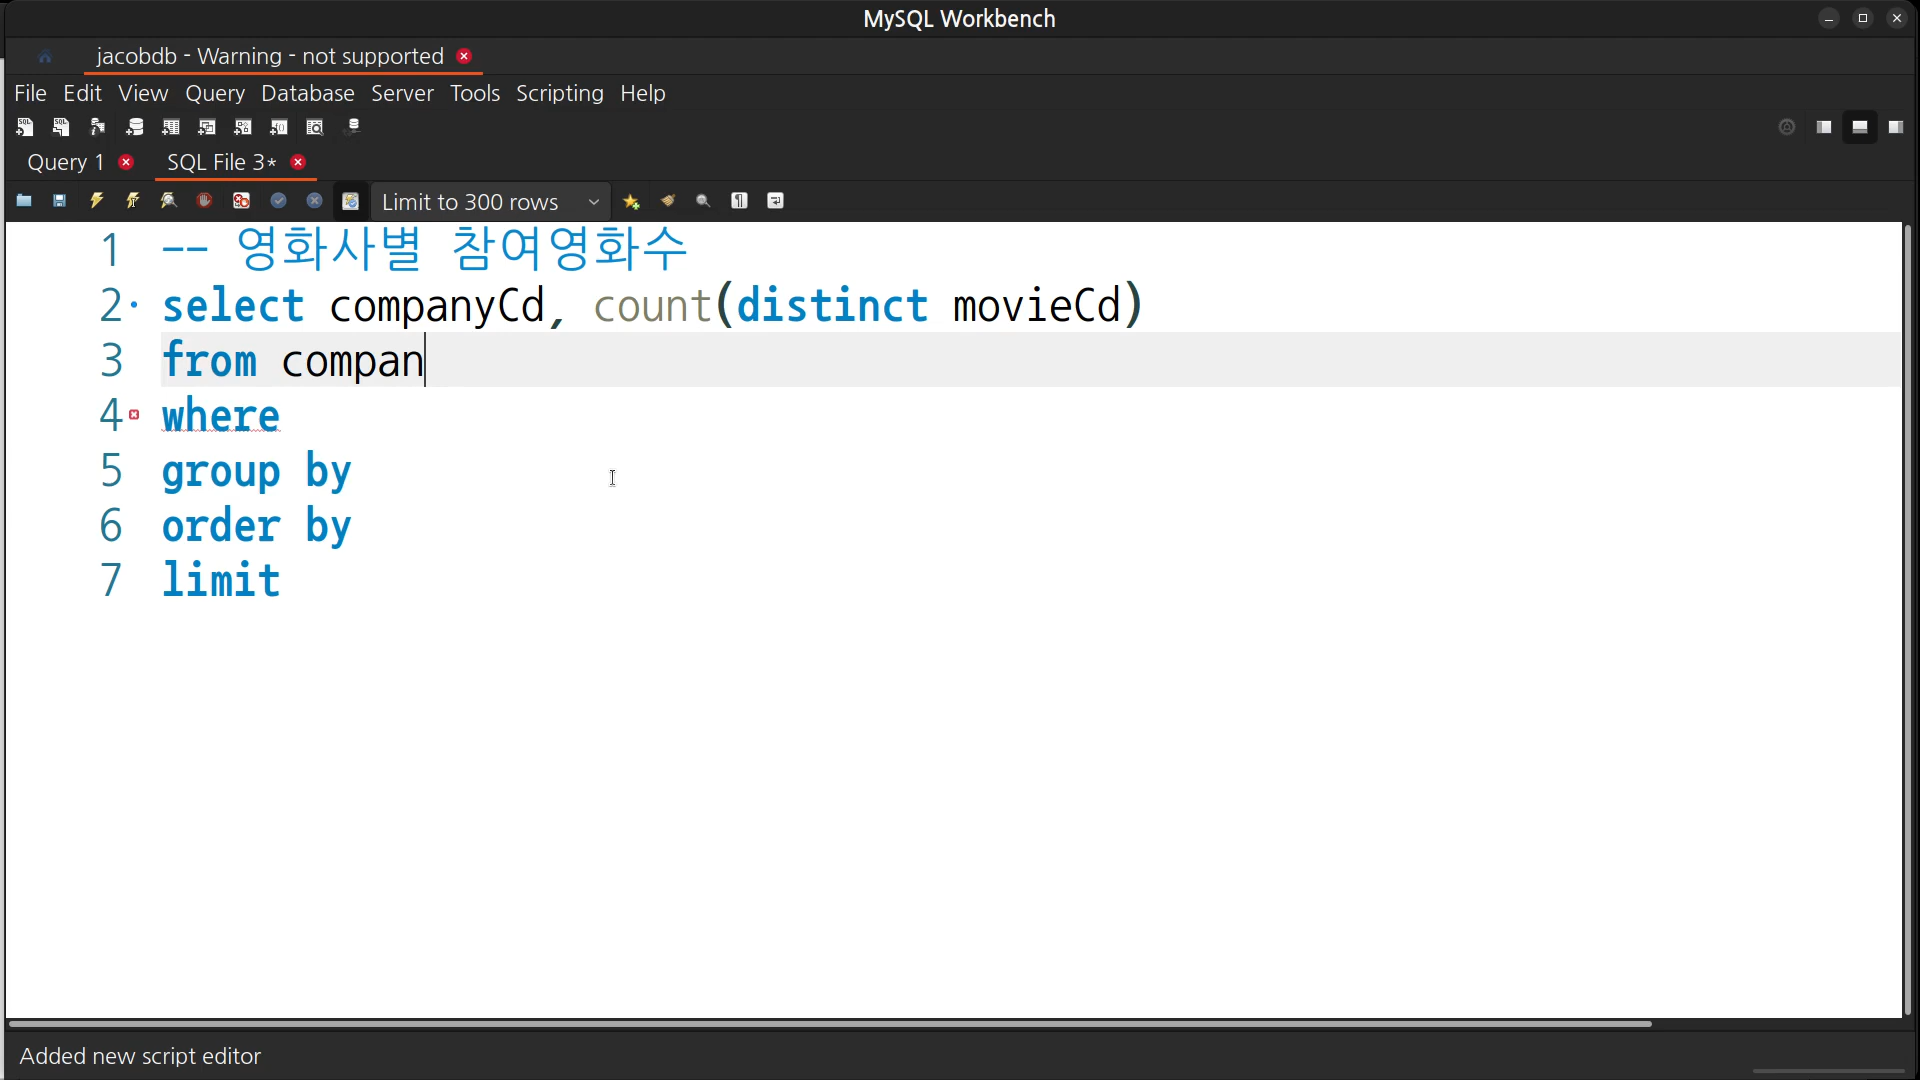 MySQL Workbench
jacobdb - Warning - not supported
File Edit View Query Database Server Tools Scripting Help
Query 1 SQL File 3*
Limit to 300 rows
1 -- 영화사별 참여영화수
2 select companyCd, count(distinct movieCd)
3 from compan
4 where
5 group by
6 order by
7 limit
Added new script editor